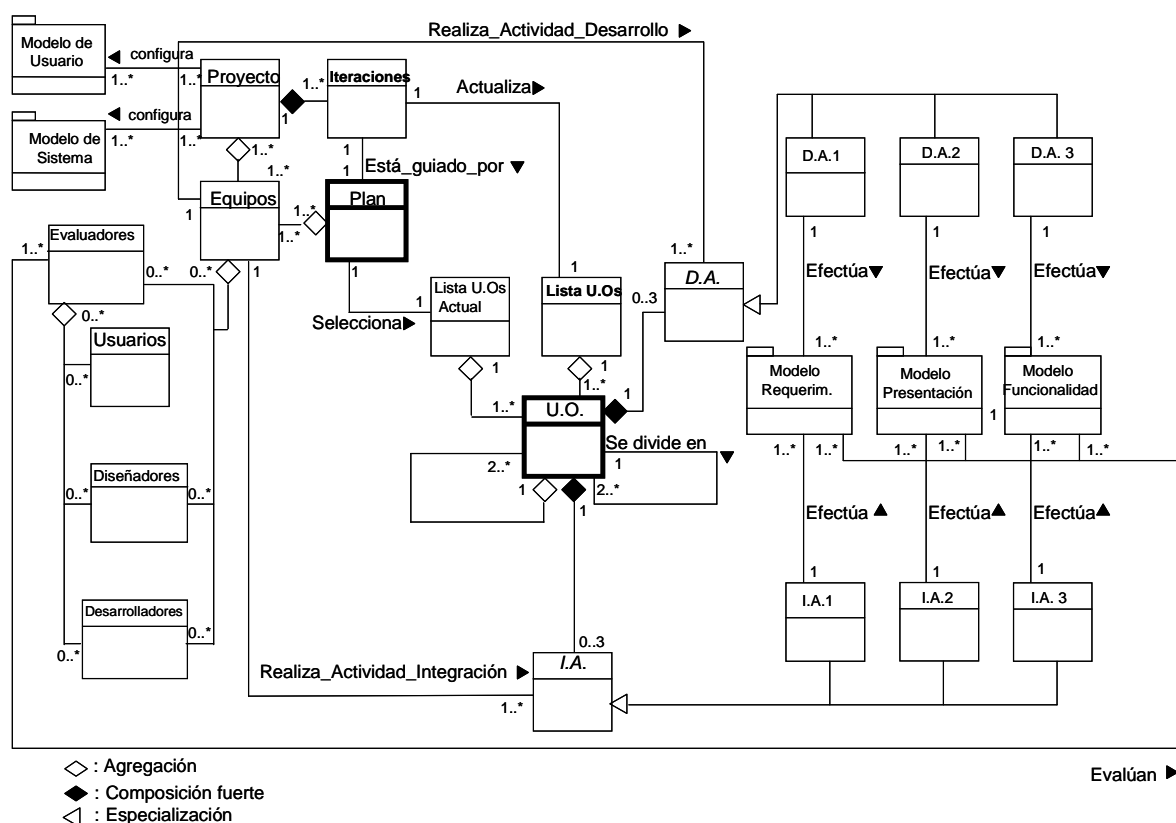 Realiza_Actividad_Desarrollo ▶
Modelo de
Usuario
◀ configura
1..*
1..*
Proyecto
1..*
1
Iteraciones
1
Actualiza▶
◀ configura
Modelo de
Sistema
1..*
1..*
1..*
1..*
1
1
Está_guiado_por ▼
D.A.1
D.A.2
D.A. 3
Equipos
1
1..*
1..*
Plan
1
1
1
1
Evaluadores
1..*
0..*
0..*
1
1
1..*
Efectúa▼
Efectúa▼
Efectúa▼
D.A.
0..3
Lista U.Os
Actual
1
Lista U.Os
Selecciona▶
0..*
Usuarios
0..*
1
1
1..*
1..*
1..*
1..*
Modelo
Requerim.
Modelo
Presentación
Modelo
Funcionalidad
1
1..*
U.O.
1
Se divide en ▼
1
2..*
1
2..*
1
1..*
1..*
1..*
1..*
1..*
1..*
Diseñadores
0..*
0..*
Efectúa ▲
Efectúa▲
Efectúa▲
1
1
1
I.A.1
I.A.2
I.A. 3
Desarrolladores
0..*
0..*
0..3
I.A.
Realiza_Actividad_Integración ▶
1..*
: Agregación
: Composición fuerte
: Especialización
Evalúan ▶